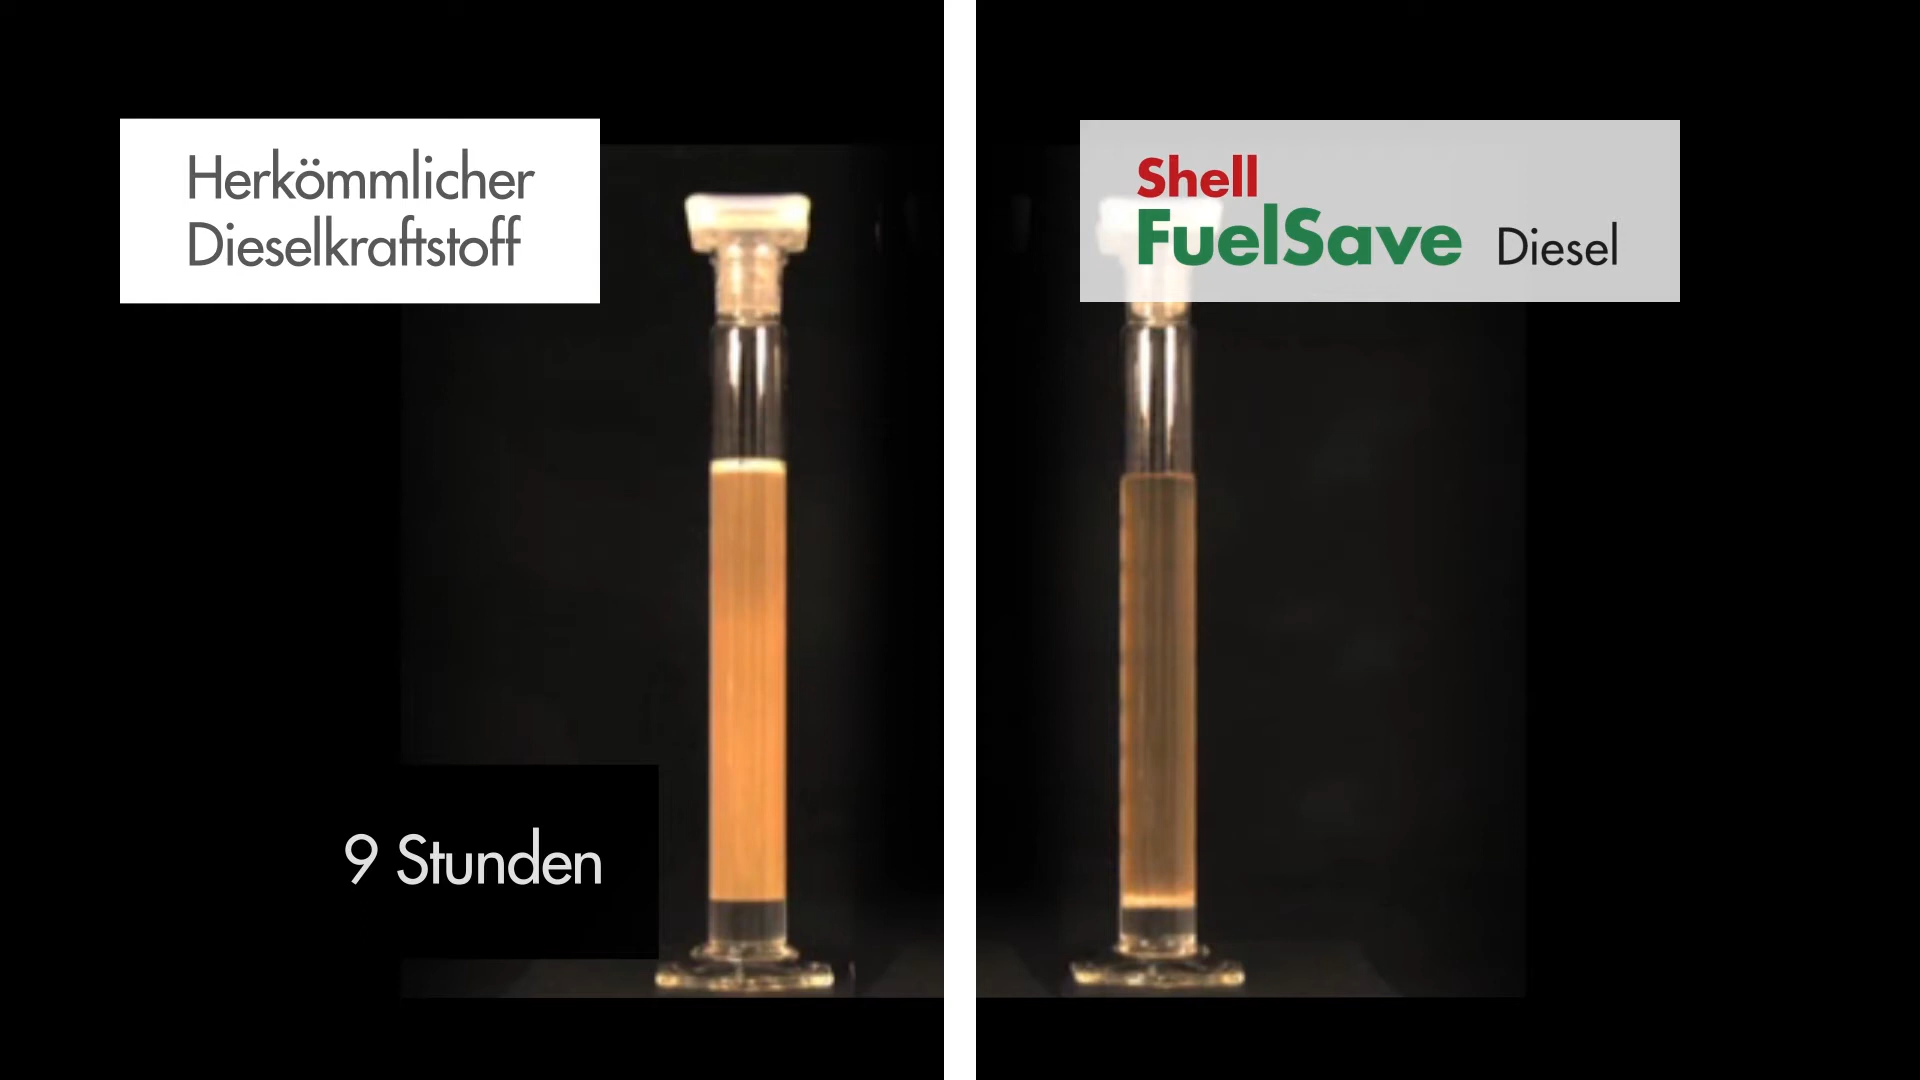 Herkömmlicher
Dieselkraftstoff
9 Stunden
Shell
FuelSave Diesel